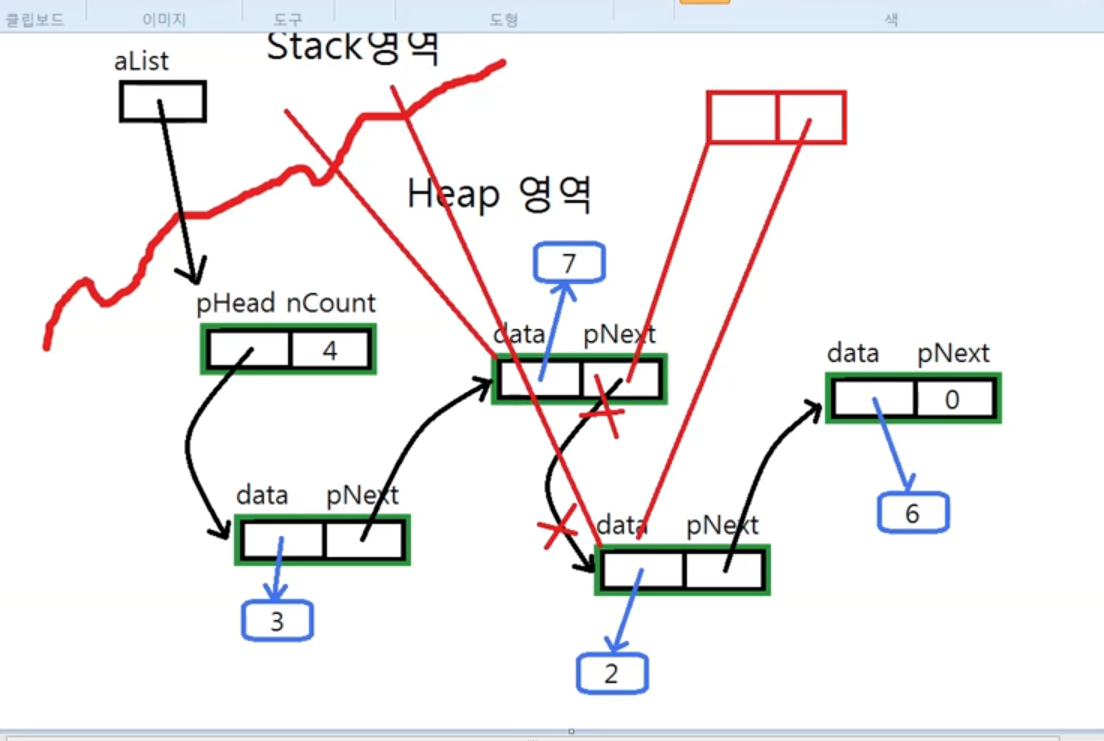 클립보드 이미지 도구 도형 색
Stack영역
aList
Heap 영역
7
pHead nCount
4
data pNext
data pNext
0
data pNext
data pNext
6
3
2